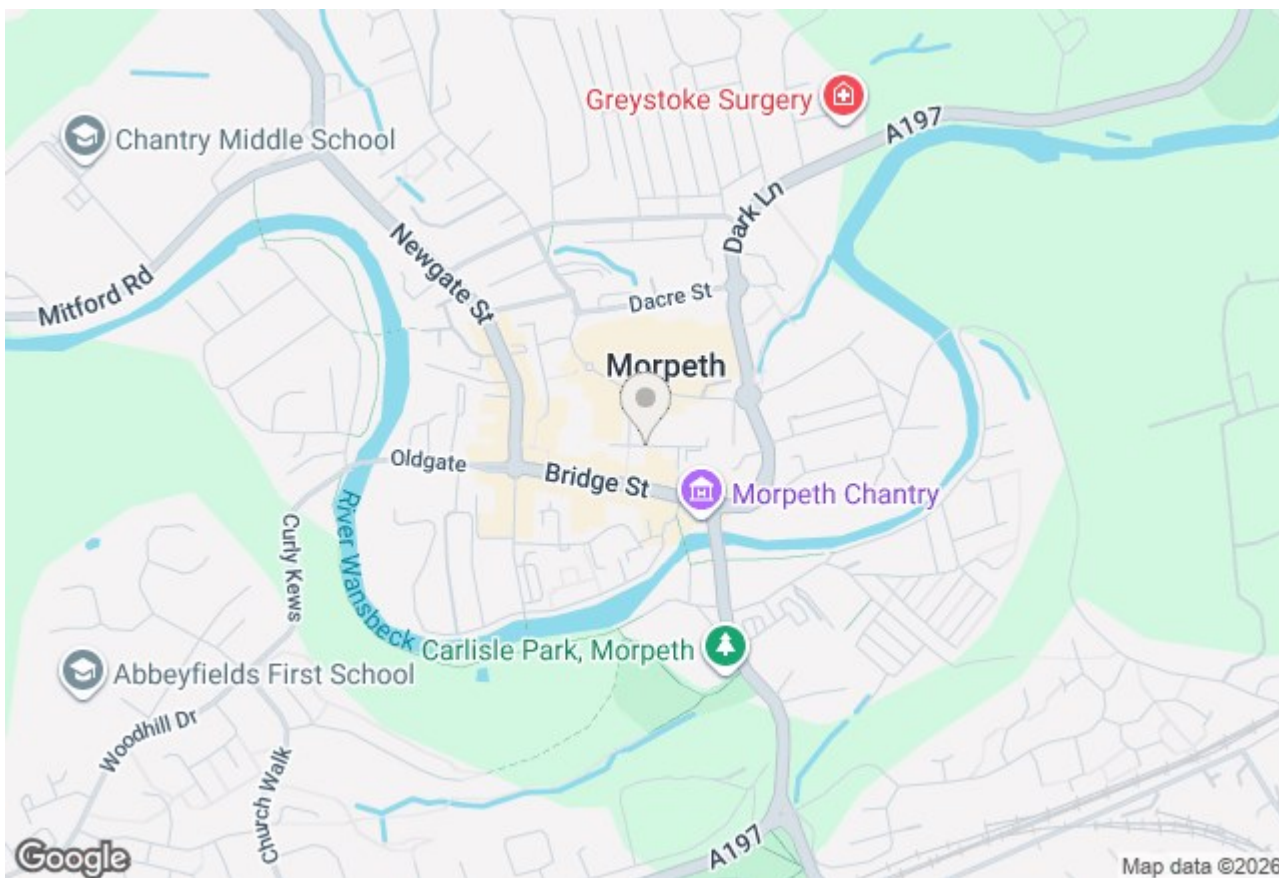 Greystoke Surgery
A197
Chantry Middle School
Dark Ln
Newgate St
Mitford Rd
Dacre St
Morpeth
Oldgate
Bridge St
Morpeth Chantry
River Wansbeck
Curly Kews
Carlisle Park, Morpeth
Abbeyfields First School
Woodhill Dr
Church Walk
A197
Google
Map data ©2026